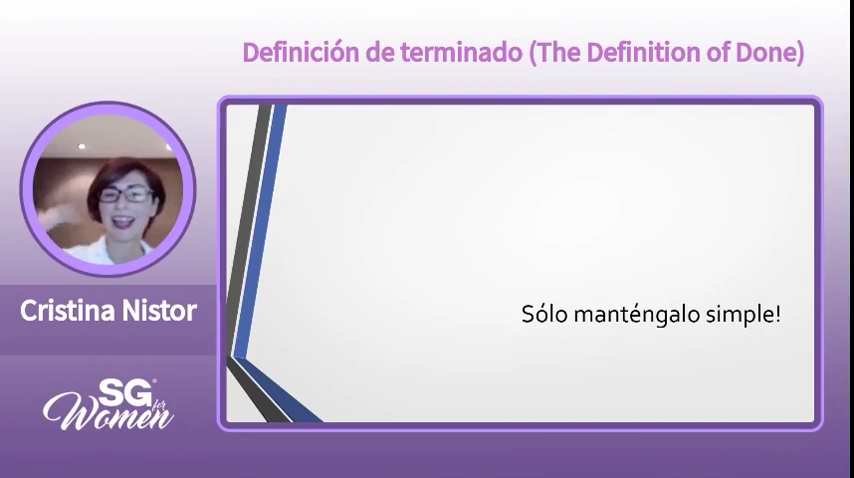 Definición de terminado (The Definition of Done)
Sólo manténgalo simple!
Cristina Nistor
SG®
for
Women